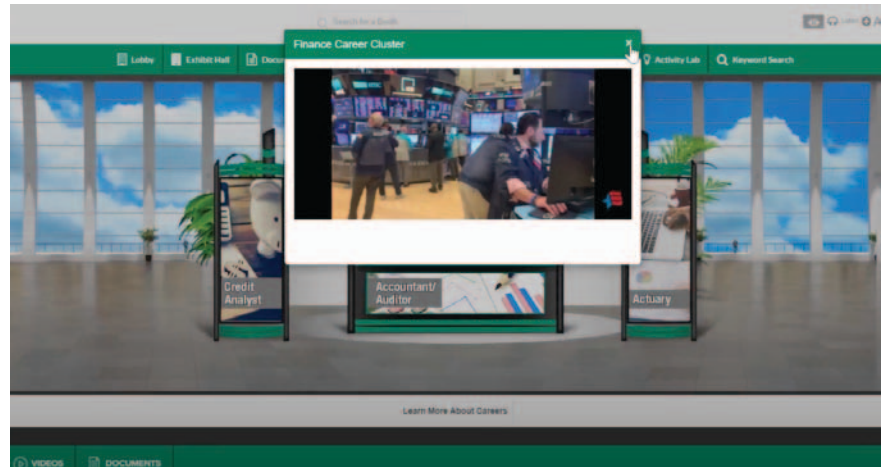 Search for a Booth
Finance Career Cluster
Lobby
Exhibit Hall
Activity Lab
Keyword Search
Credit
Analyst
Accountant/
Auditor
Actuary
Learn More About Careers
VIDEOS
DOCUMENTS